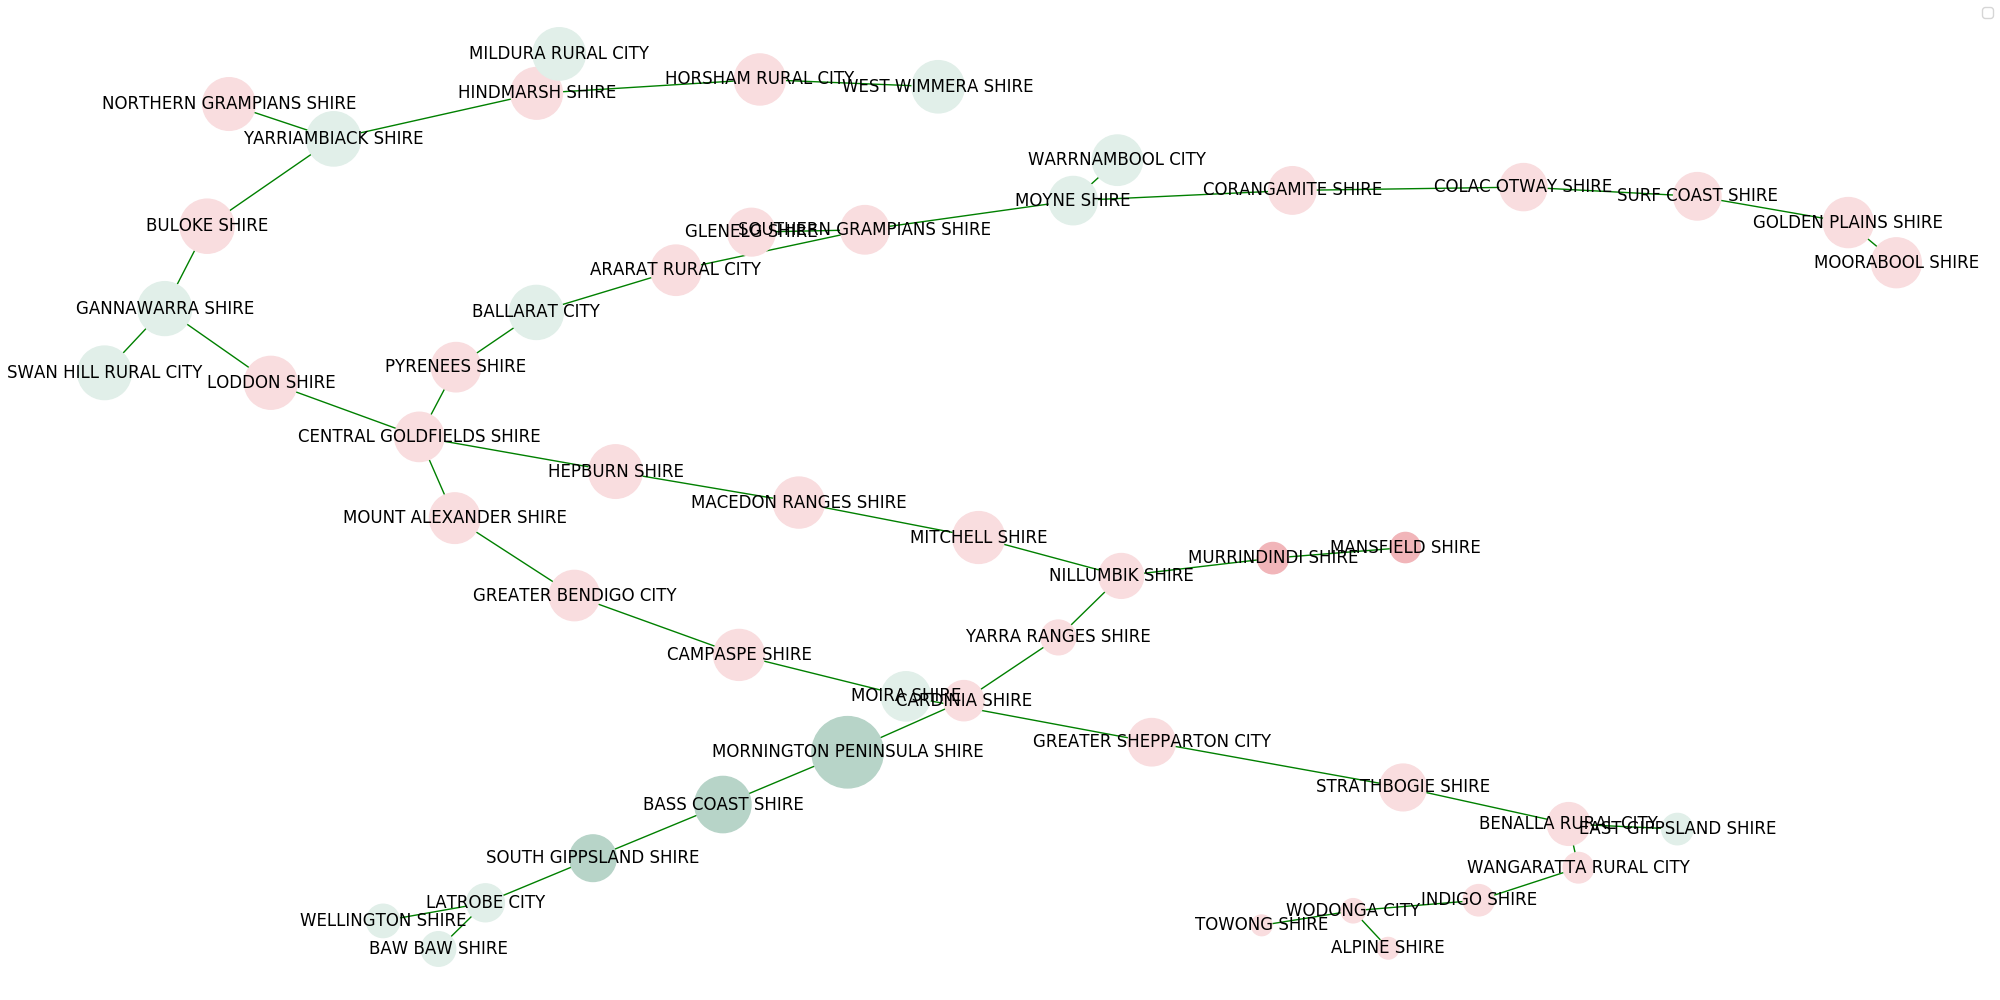 MILDURA RURAL CITY
HORSHAM RURAL CITY
WEST WIMMERA SHIRE
HINDMARSH SHIRE
NORTHERN GRAMPIANS SHIRE
YARRIAMBIACK SHIRE
WARRNAMBOOL CITY
COLAC OTWAY SHIRE
CORANGAMITE SHIRE
SURF COAST SHIRE
MOYNE SHIRE
GOLDEN PLAINS SHIRE
BULOKE SHIRE
GLENELG SHIRE
SOUTHERN GRAMPIANS SHIRE
MOORABOOL SHIRE
ARARAT RURAL CITY
GANNAWARRA SHIRE
BALLARAT CITY
PYRENEES SHIRE
SWAN HILL RURAL CITY
LODDON SHIRE
CENTRAL GOLDFIELDS SHIRE
HEPBURN SHIRE
MACEDON RANGES SHIRE
MOUNT ALEXANDER SHIRE
MITCHELL SHIRE
MANSFIELD SHIRE
MURRINDINDI SHIRE
NILLUMBIK SHIRE
GREATER BENDIGO CITY
YARRA RANGES SHIRE
CAMPASPE SHIRE
MOIRA SHIRE
CARDINIA SHIRE
GREATER SHEPPARTON CITY
MORNINGTON PENINSULA SHIRE
STRATHBOGIE SHIRE
BASS COAST SHIRE
BENALLA RURAL CITY
EAST GIPPSLAND SHIRE
SOUTH GIPPSLAND SHIRE
WANGARATTA RURAL CITY
INDIGO SHIRE
LATROBE CITY
WODONGA CITY
WELLINGTON SHIRE
TOWONG SHIRE
BAW BAW SHIRE
ALPINE SHIRE